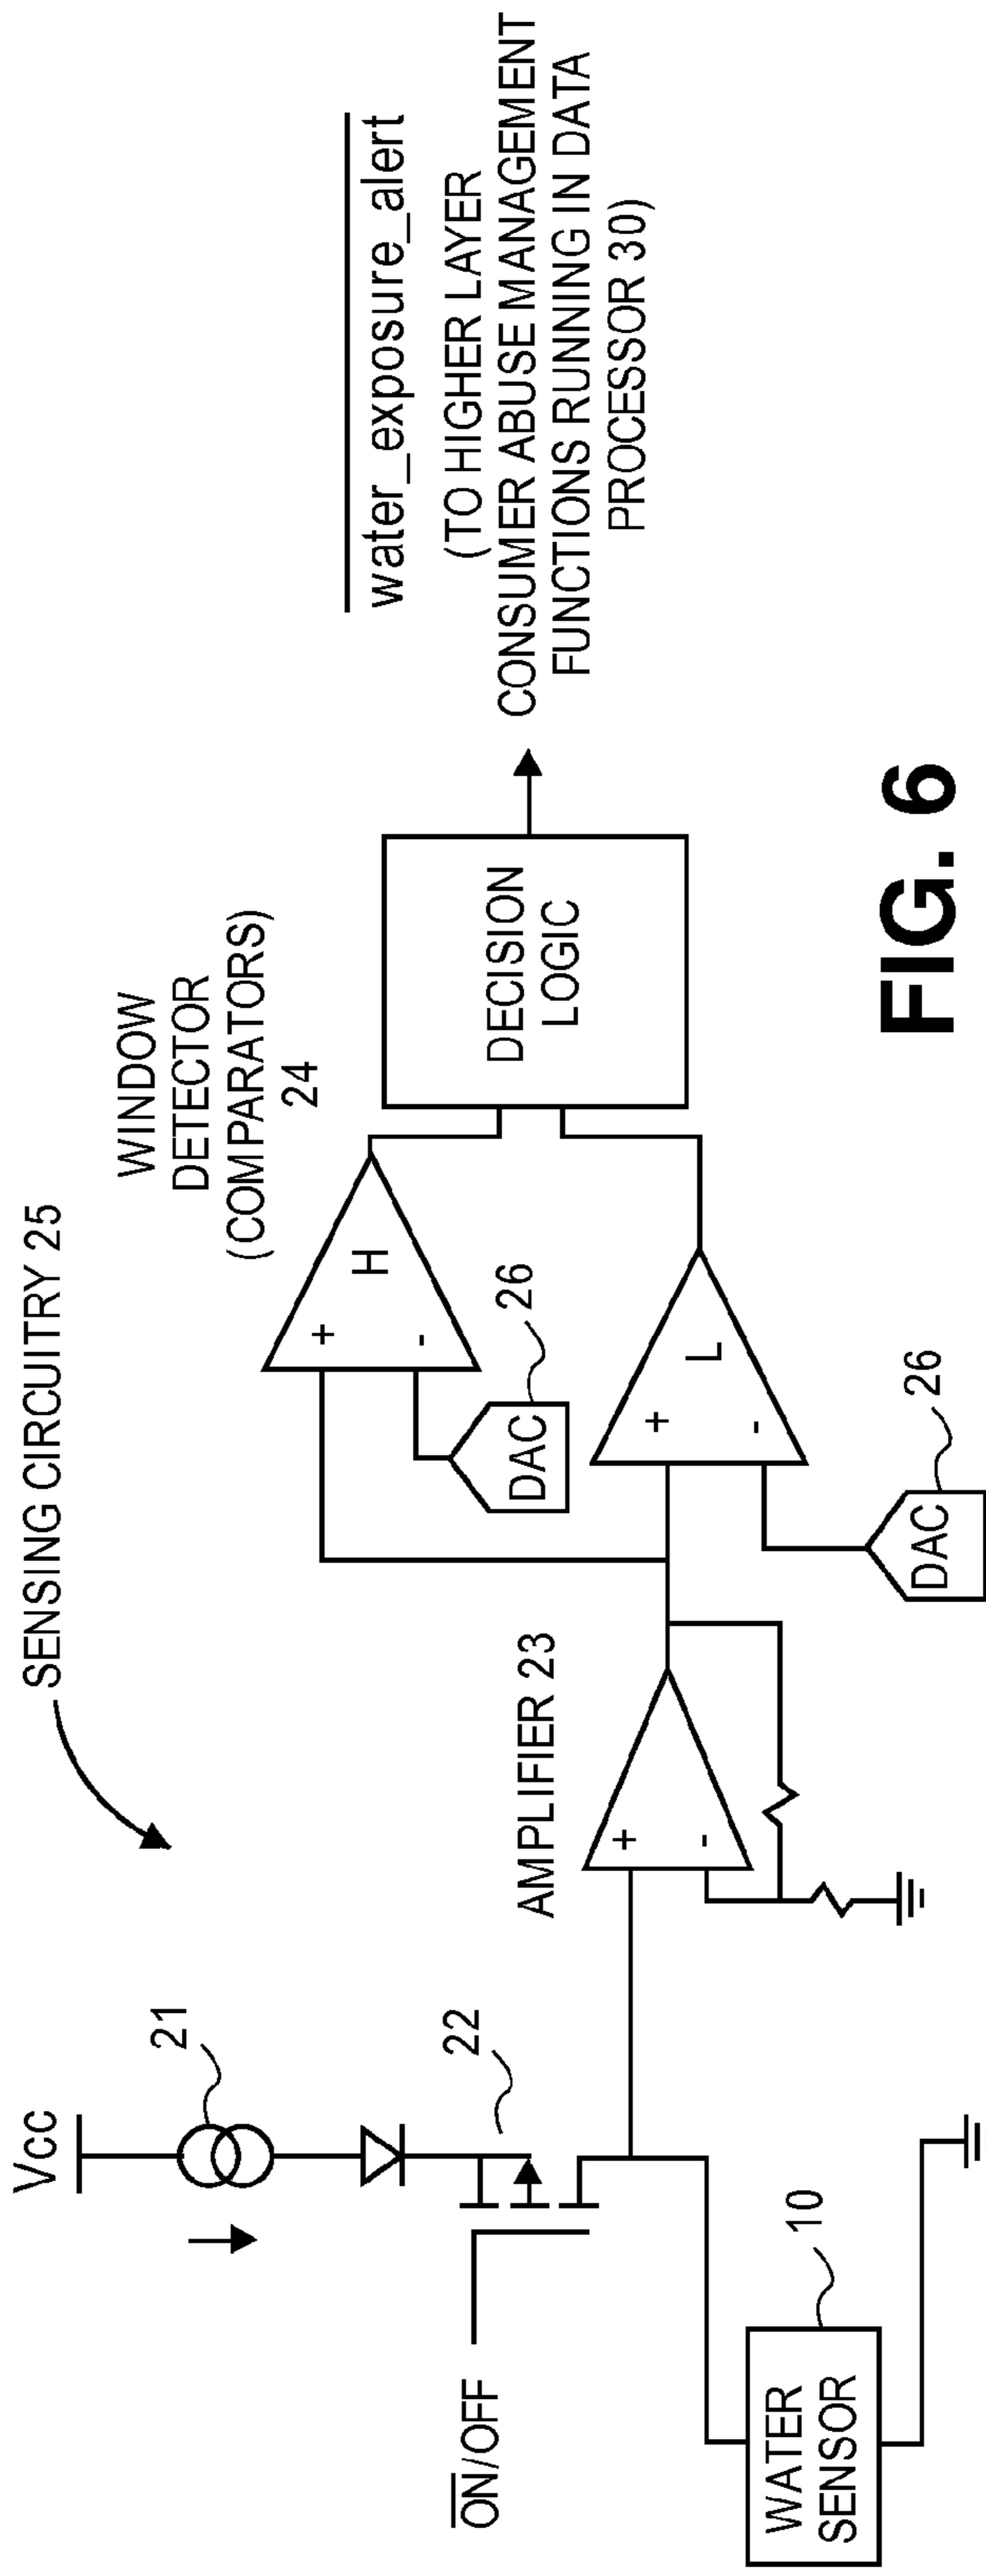 SENSING CIRCUITRY 25
Vcc
21
22
ON/OFF
WATER
SENSOR
10
AMPLIFIER 23
+
-
WINDOW
DETECTOR
(COMPARATORS)
24
+
-
H
DAC
26
+
-
L
DAC
26
DECISION
LOGIC
water_exposure_alert
(TO HIGHER LAYER
CONSUMER ABUSE MANAGEMENT
FUNCTIONS RUNNING IN DATA
PROCESSOR 30)
FIG. 6